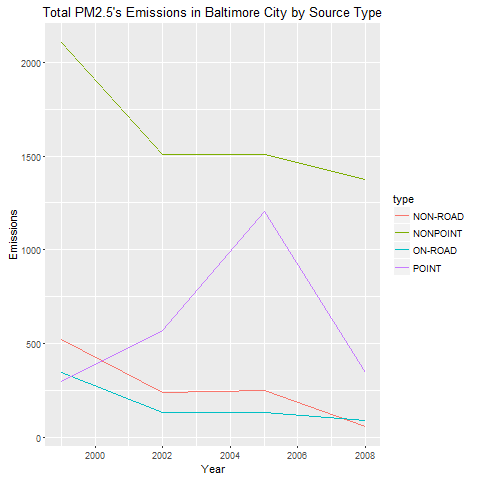 Total PM2.5's Emissions in Baltimore City by Source Type
Emissions
2000
1500
1000
500
0
2000
2002
2004
2006
2008
Year
type
NON-ROAD
NONPOINT
ON-ROAD
POINT